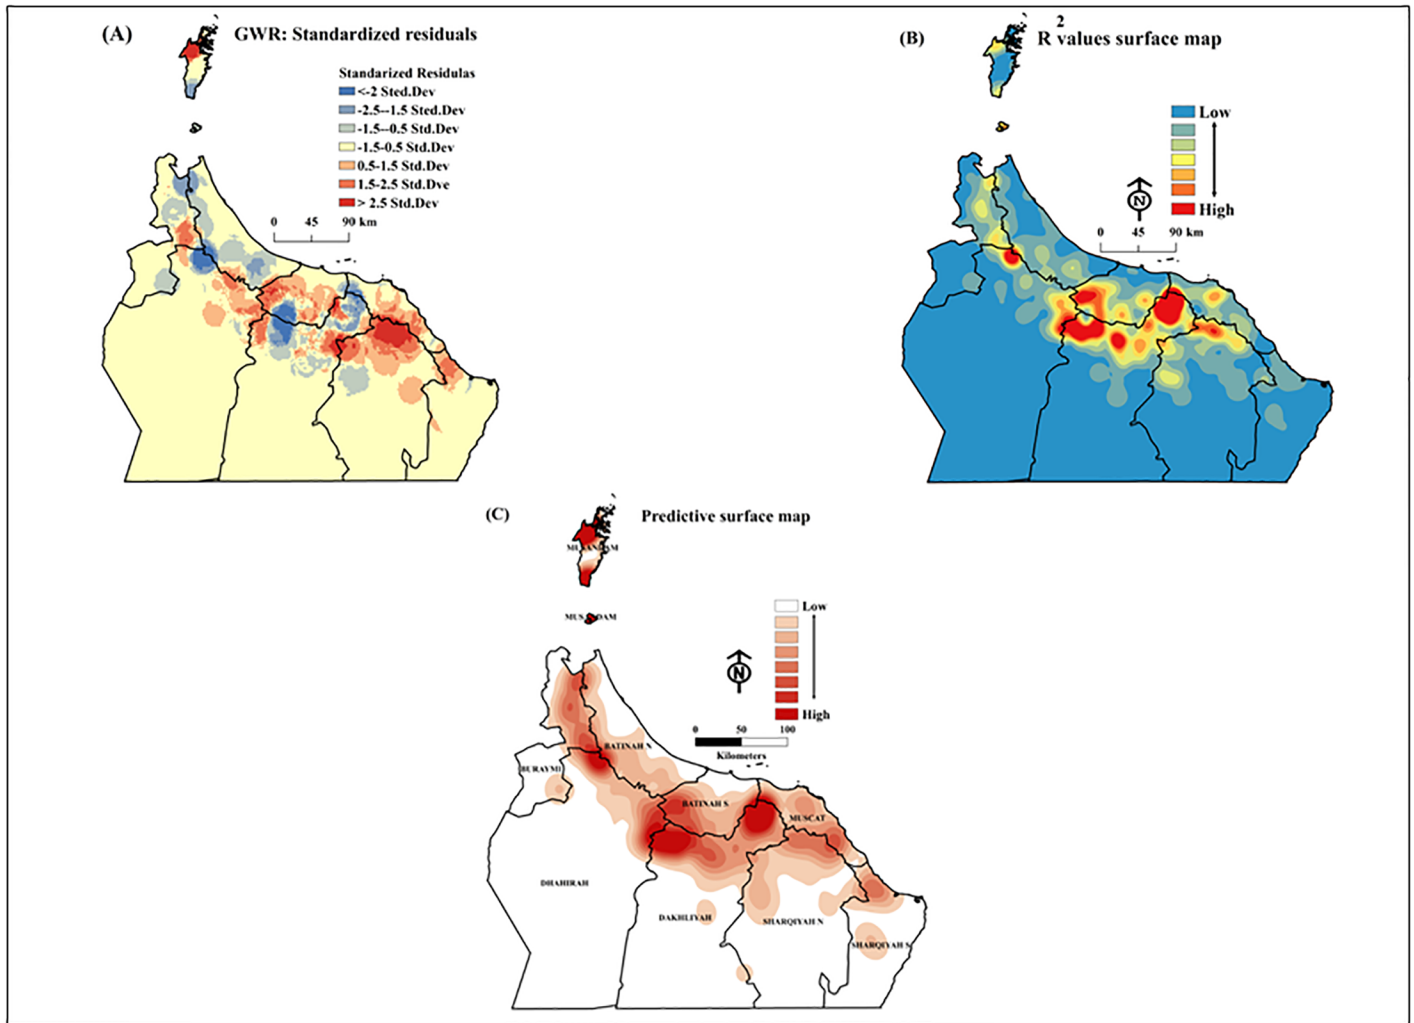 (A) GWR: Standardized residuals
Standarized Residulas
<-2 Sted.Dev
-2.5--1.5 Sted.Dev
-1.5--0.5 Std.Dev
-1.5-0.5 Std.Dev
0.5-1.5 Std.Dev
1.5-2.5 Std.Dve
> 2.5 Std.Dev
0 45 90 km
(B) R2 values surface map
Low
High
N
0 45 90 km
(C) Predictive surface map
MUSANDAM
MUSANDAM
Low
High
N
0 50 100
Kilometers
BATINAH N
BURAYMI
BATINAH S
MUSCAT
DHAHIRAH
DAKHLIYAH
SHARQIYAH N
SHARQIYAH S